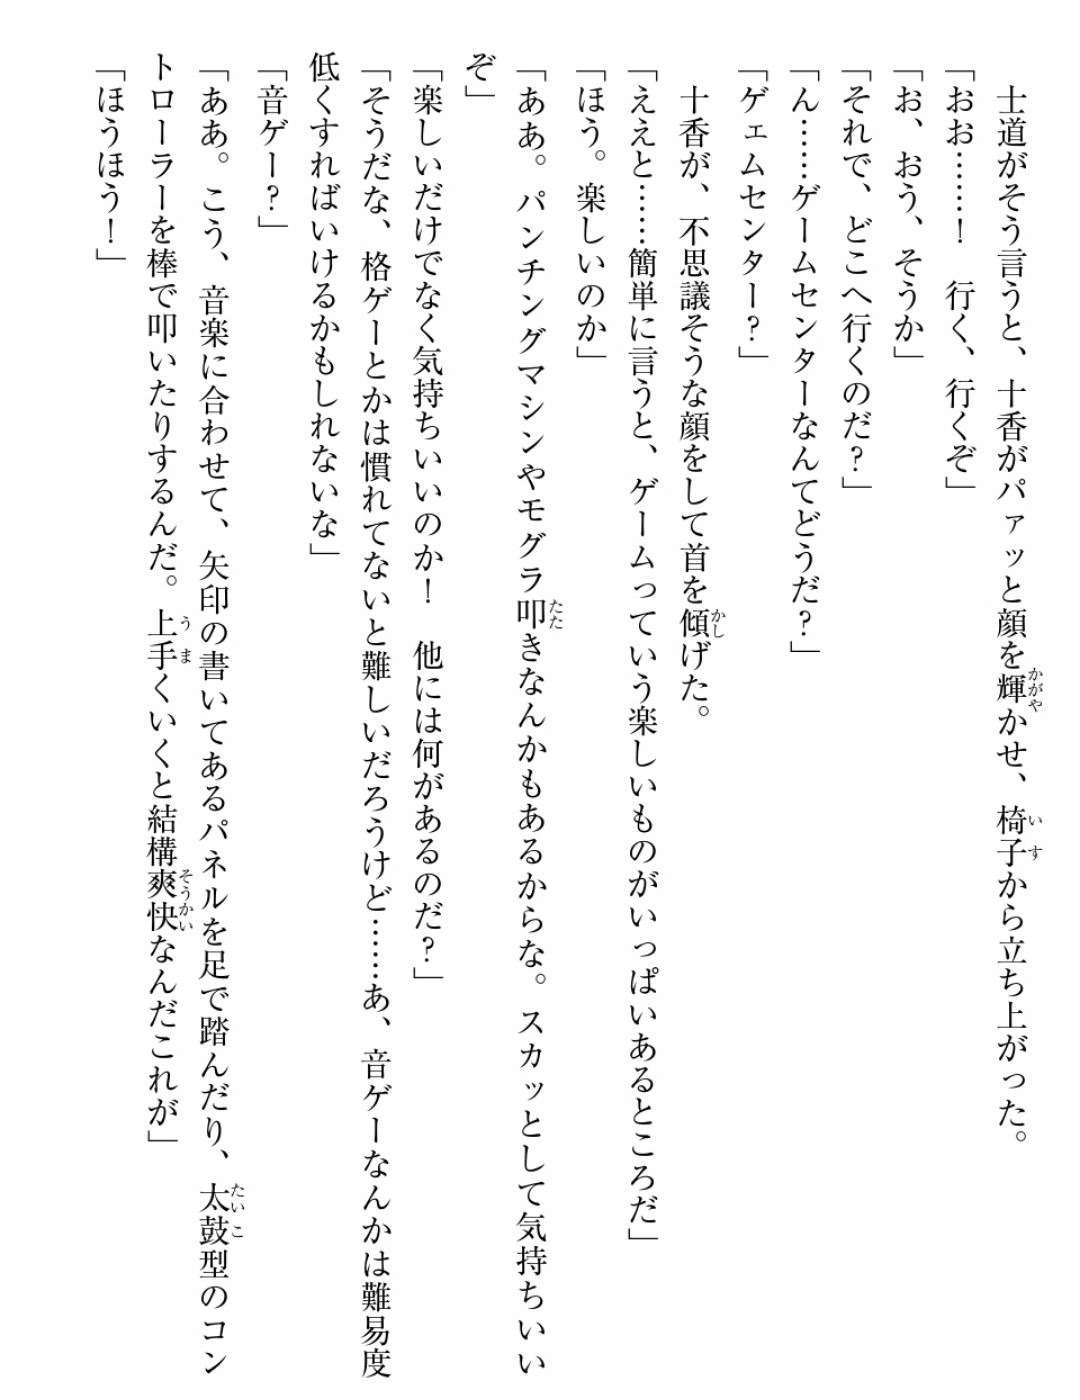 士道がそう言うと、十香がパァッと顔を輝かせ、椅子から立ち上がった。
「おお……！　行く、行くぞ」
「お、おう、そうか」
「それで、どこへ行くのだ？」
「ん……ゲームセンターなんてどうだ？」
「ゲェムセンター？」
十香が、不思議そうな顔をして首を傾げた。
「ええと……簡単に言うと、ゲームっていう楽しいものがいっぱいあるところだ」
「ほう。楽しいのか」
「ああ。パンチングマシンやモグラ叩きなんかもあるからな。スカッとして気持ちいい
ぞ」
「楽しいだけでなく気持ちいいのか！　他には何があるのだ？」
「そうだな、格ゲーとかは慣れてないと難しいだろうけど……あ、音ゲーなんかは難易度
低くすればいけるかもしれないな」
「音ゲー？」
「ああ。こう、音楽に合わせて、矢印の書いてあるパネルを足で踏んだり、太鼓型のコン
トローラーを棒で叩いたりするんだ。上手くいくと結構爽快なんだこれが」
「ほうほう！」